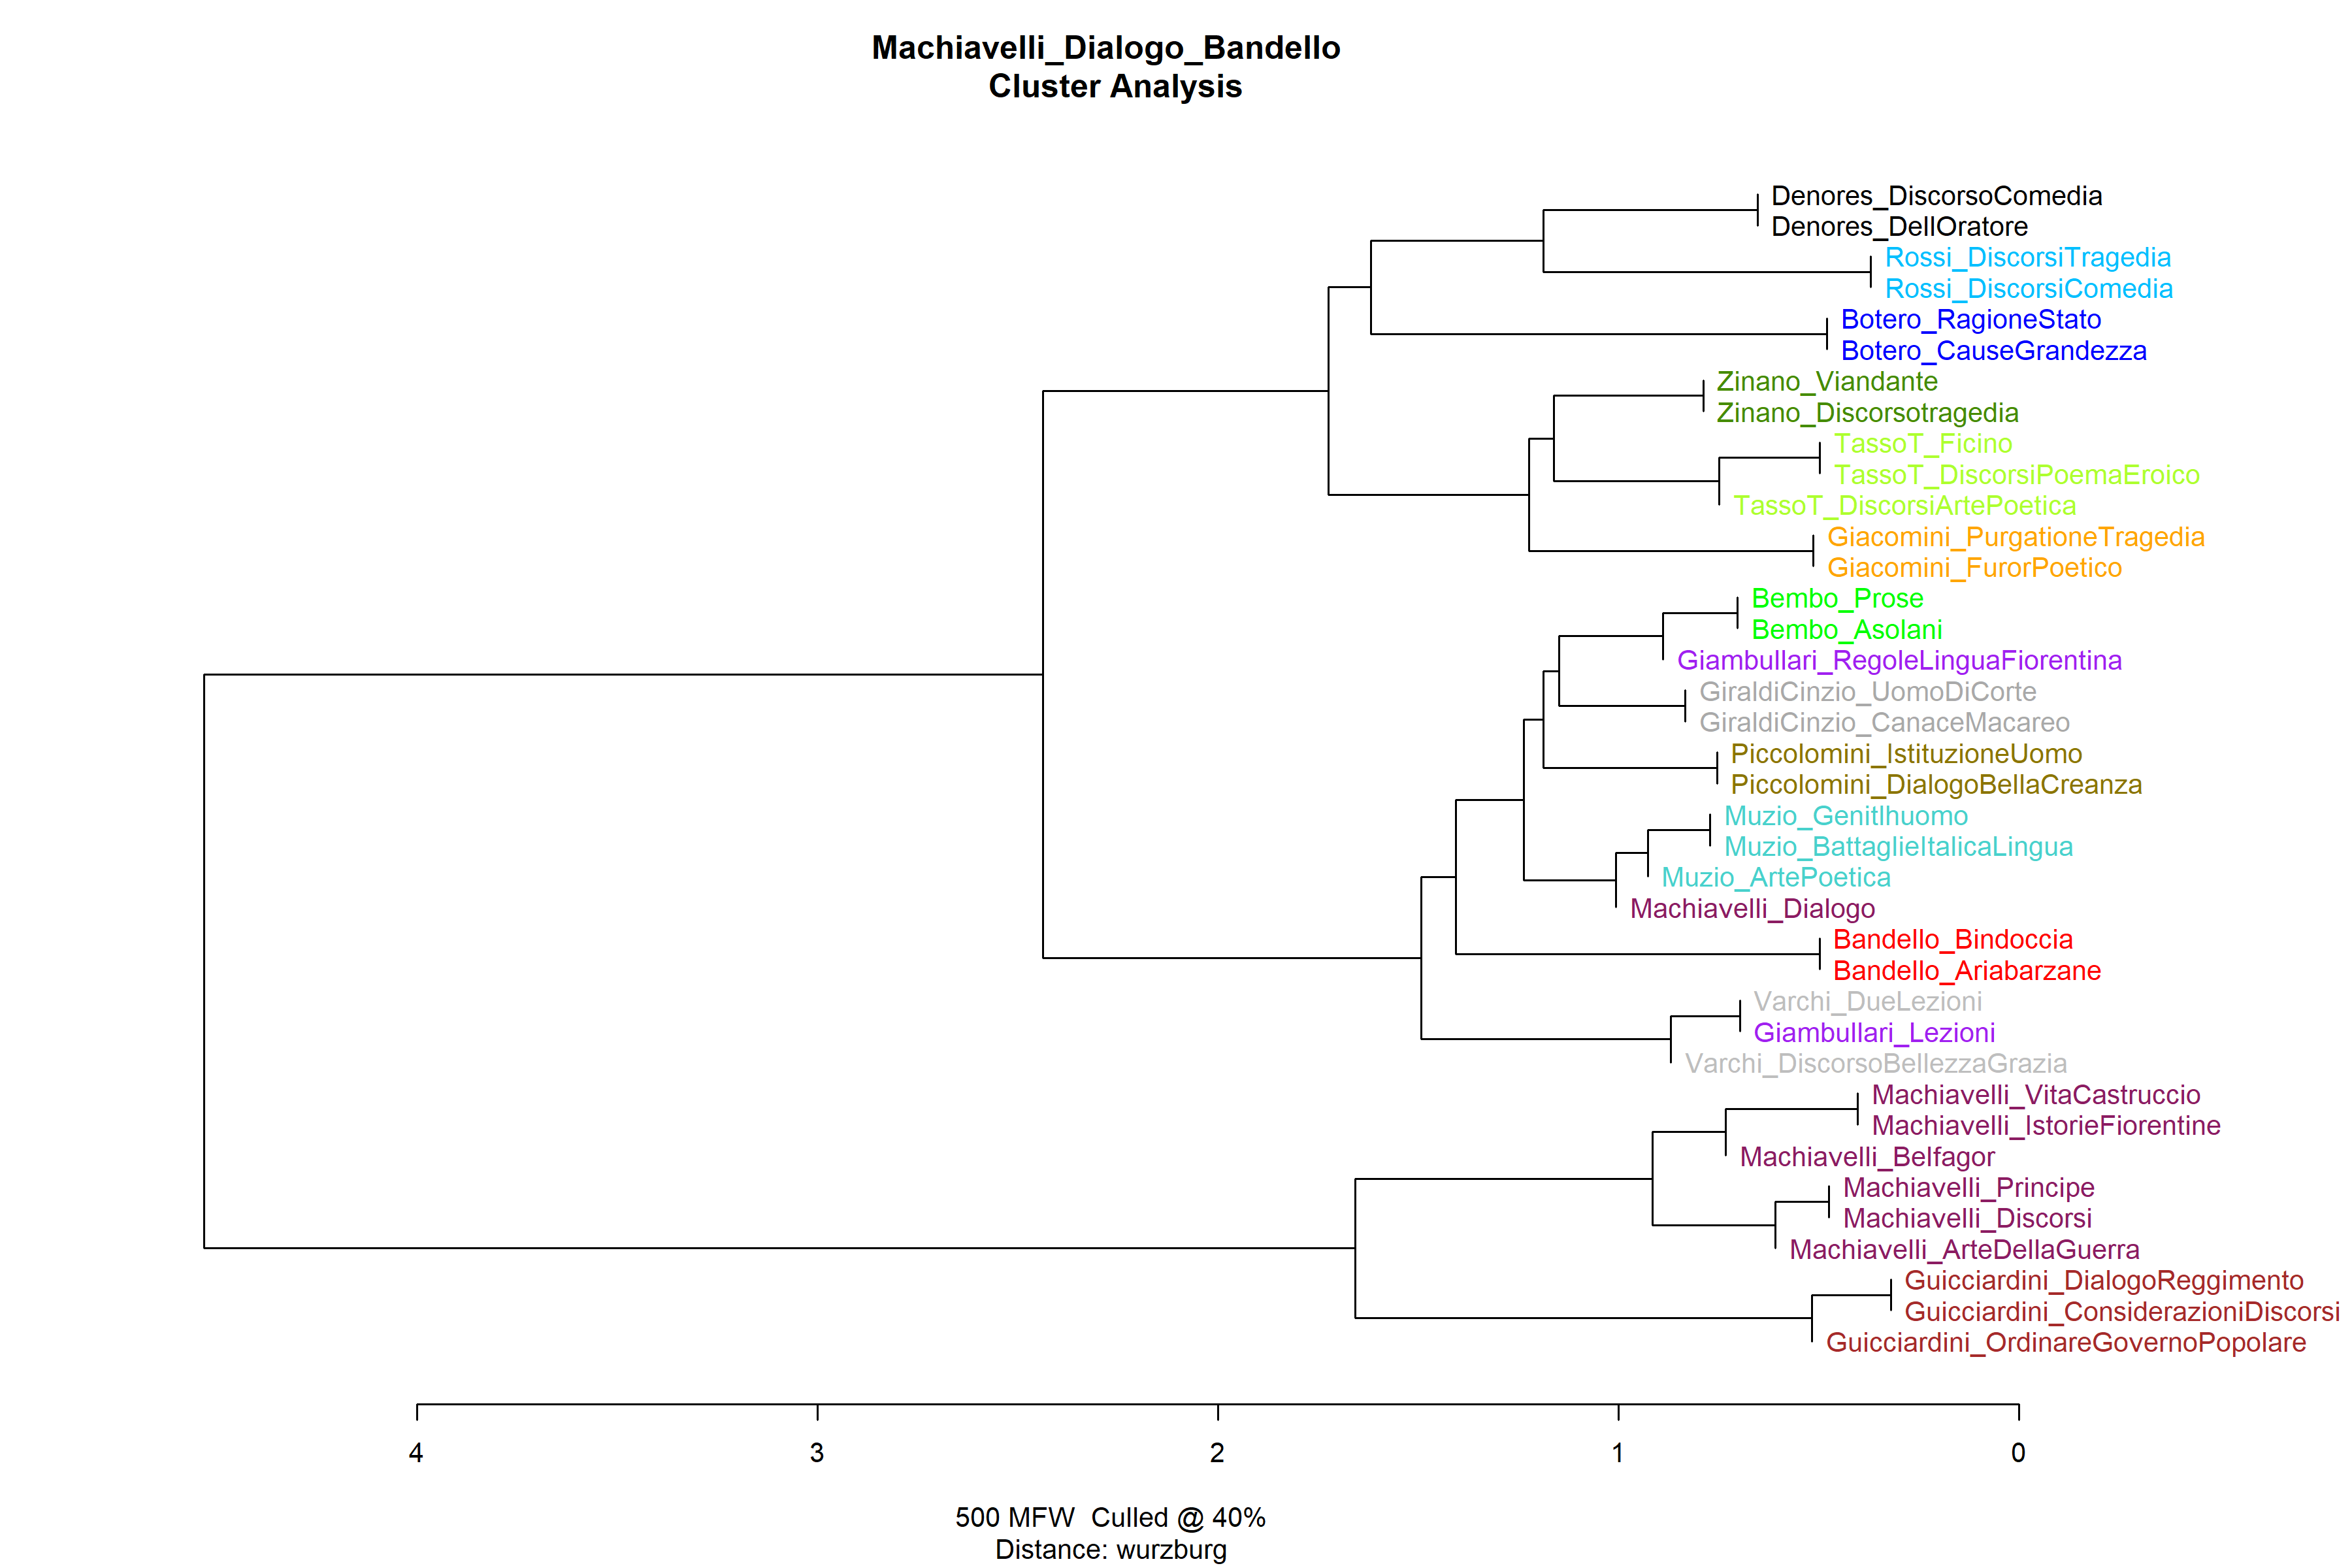 Machiavelli_Dialogo_Bandello
Cluster Analysis
Denores_DiscorsoComedia
Denores_DellOratore
Rossi_DiscorsiTragedia
Rossi_DiscorsiComedia
Botero_RagioneStato
Botero_CauseGrandezza
Zinano_Viandante
Zinano_Discorsotragedia
TassoT_Ficino
TassoT_DiscorsiPoemaEroico
TassoT_DiscorsiArtePoetica
Giacomini_PurgationeTragedia
Giacomini_FurorPoetico
Bembo_Prose
Bembo_Asolani
Giambullari_RegoleLinguaFiorentina
GiraldiCinzio_UomoDiCorte
GiraldiCinzio_CanaceMacareo
Piccolomini_IstituzioneUomo
Piccolomini_DialogoBellaCreanza
Muzio_Genitlhuomo
Muzio_BattaglieItalicaLingua
Muzio_ArtePoetica
Machiavelli_Dialogo
Bandello_Bindoccia
Bandello_Ariabarzane
Varchi_DueLezioni
Giambullari_Lezioni
Varchi_DiscorsoBellezzaGrazia
Machiavelli_VitaCastruccio
Machiavelli_IstorieFiorentine
Machiavelli_Belfagor
Machiavelli_Principe
Machiavelli_Discorsi
Machiavelli_ArteDellaGuerra
Guicciardini_DialogoReggimento
Guicciardini_ConsiderazioniDiscorsi
Guicciardini_OrdinareGovernoPopolare
4 3 2 1 0
500 MFW  Culled @ 40%
Distance: wurzburg